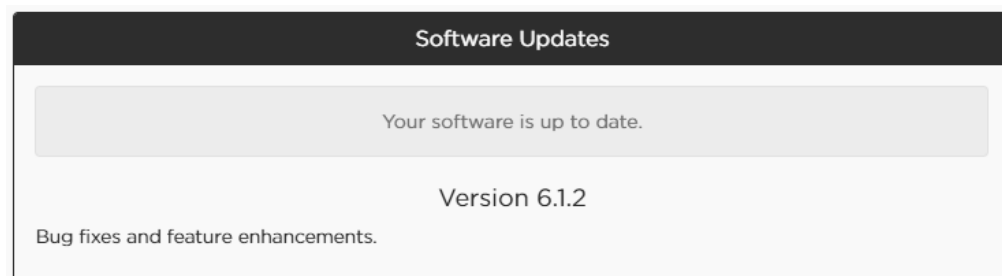 Software Updates
Your software is up to date.
Version 6.1.2
Bug fixes and feature enhancements.